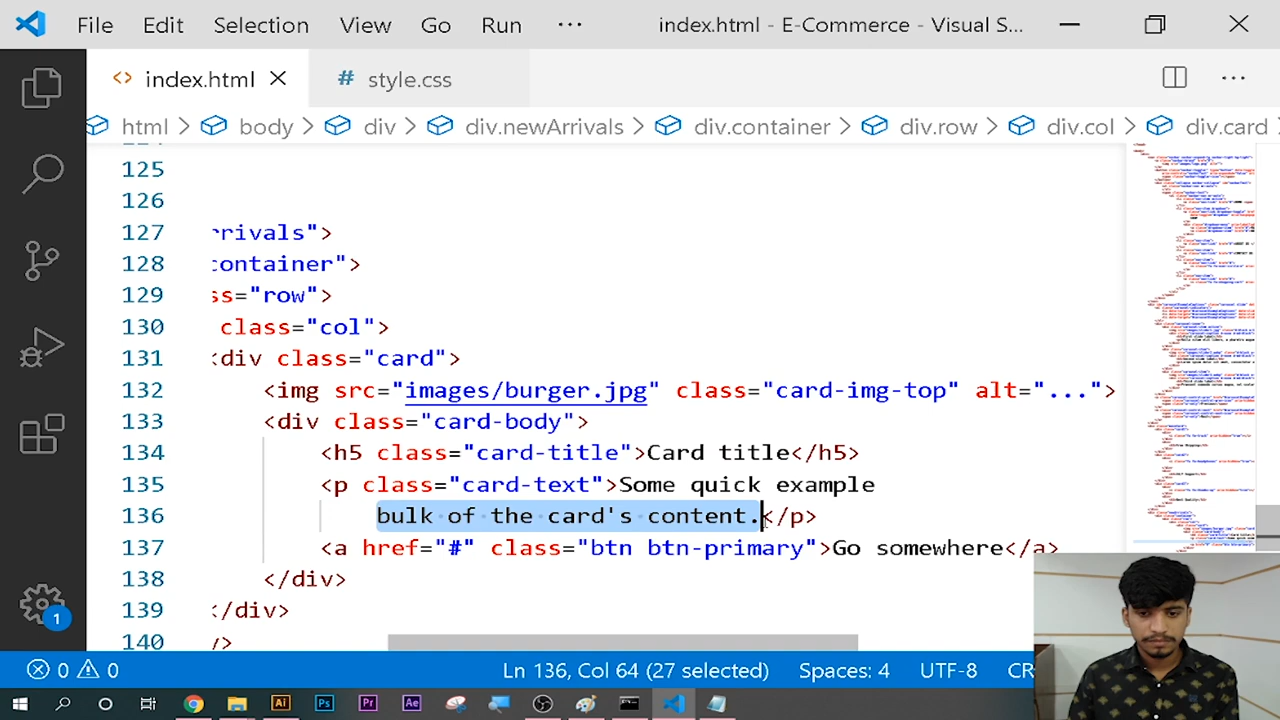 File Edit Selection View Go Run ··· index.html - E-Commerce - Visual S...
index.html style.css
html > body > div > div.newArrivals > div.container > div.row > div.col > div.card
125
126
127 rrivals">
128 container">
129 ss="row">
130 class="col">
131 <div class="card">
132 <img src="images/burger.jpg" class="card-img-top alt="...">
133 <div class="card-body">
134 <h5 class="card-title">Card title</h5>
135 <p class="card-text">Some quick example
136 bulk of the card's content.</p>
137 <a href="#" class="btn btn-primary">Go somewhere</a>
138 </div>
139 </div>
140 />
1
0 0 Ln 136, Col 64 (27 selected) Spaces: 4 UTF-8 CR
Ai Ps Pr Ae